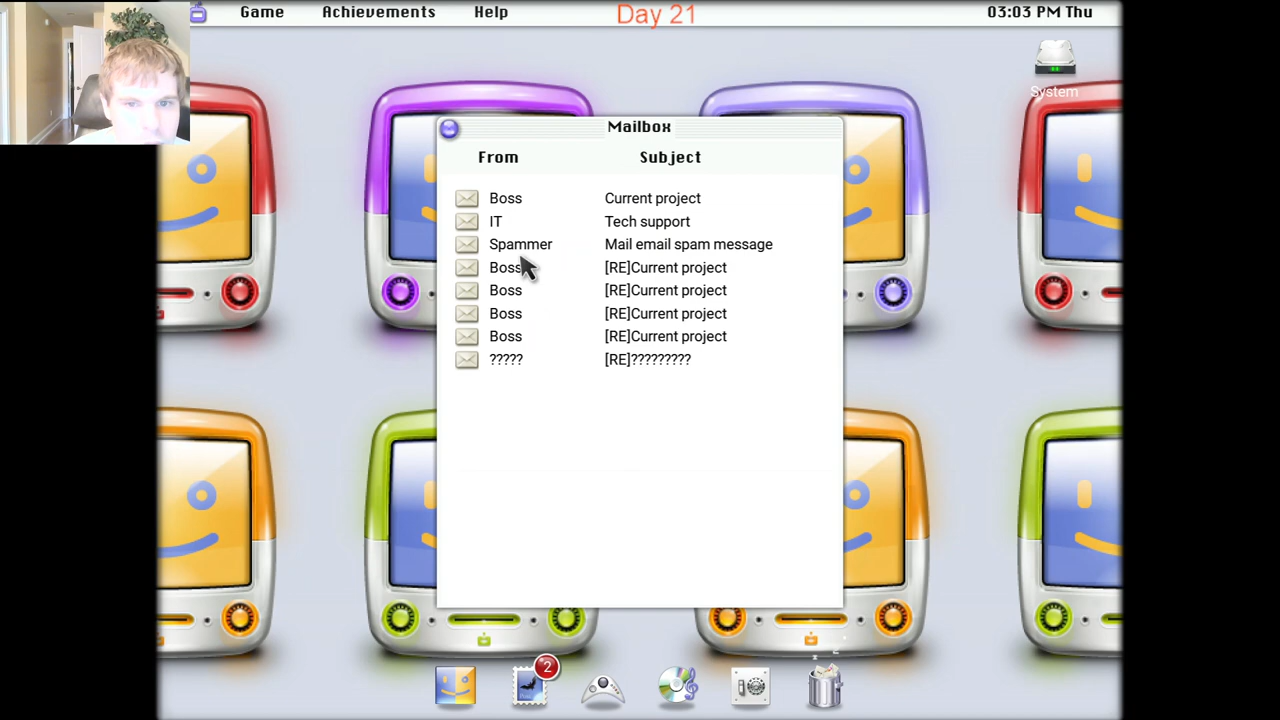 Game Achievements Help Day 21 03:03 PM Thu
System
Mailbox
From Subject
Boss Current project
IT Tech support
Spammer Mail email spam message
Boss [RE]Current project
Boss [RE]Current project
Boss [RE]Current project
Boss [RE]Current project
????? [RE]?????????
2